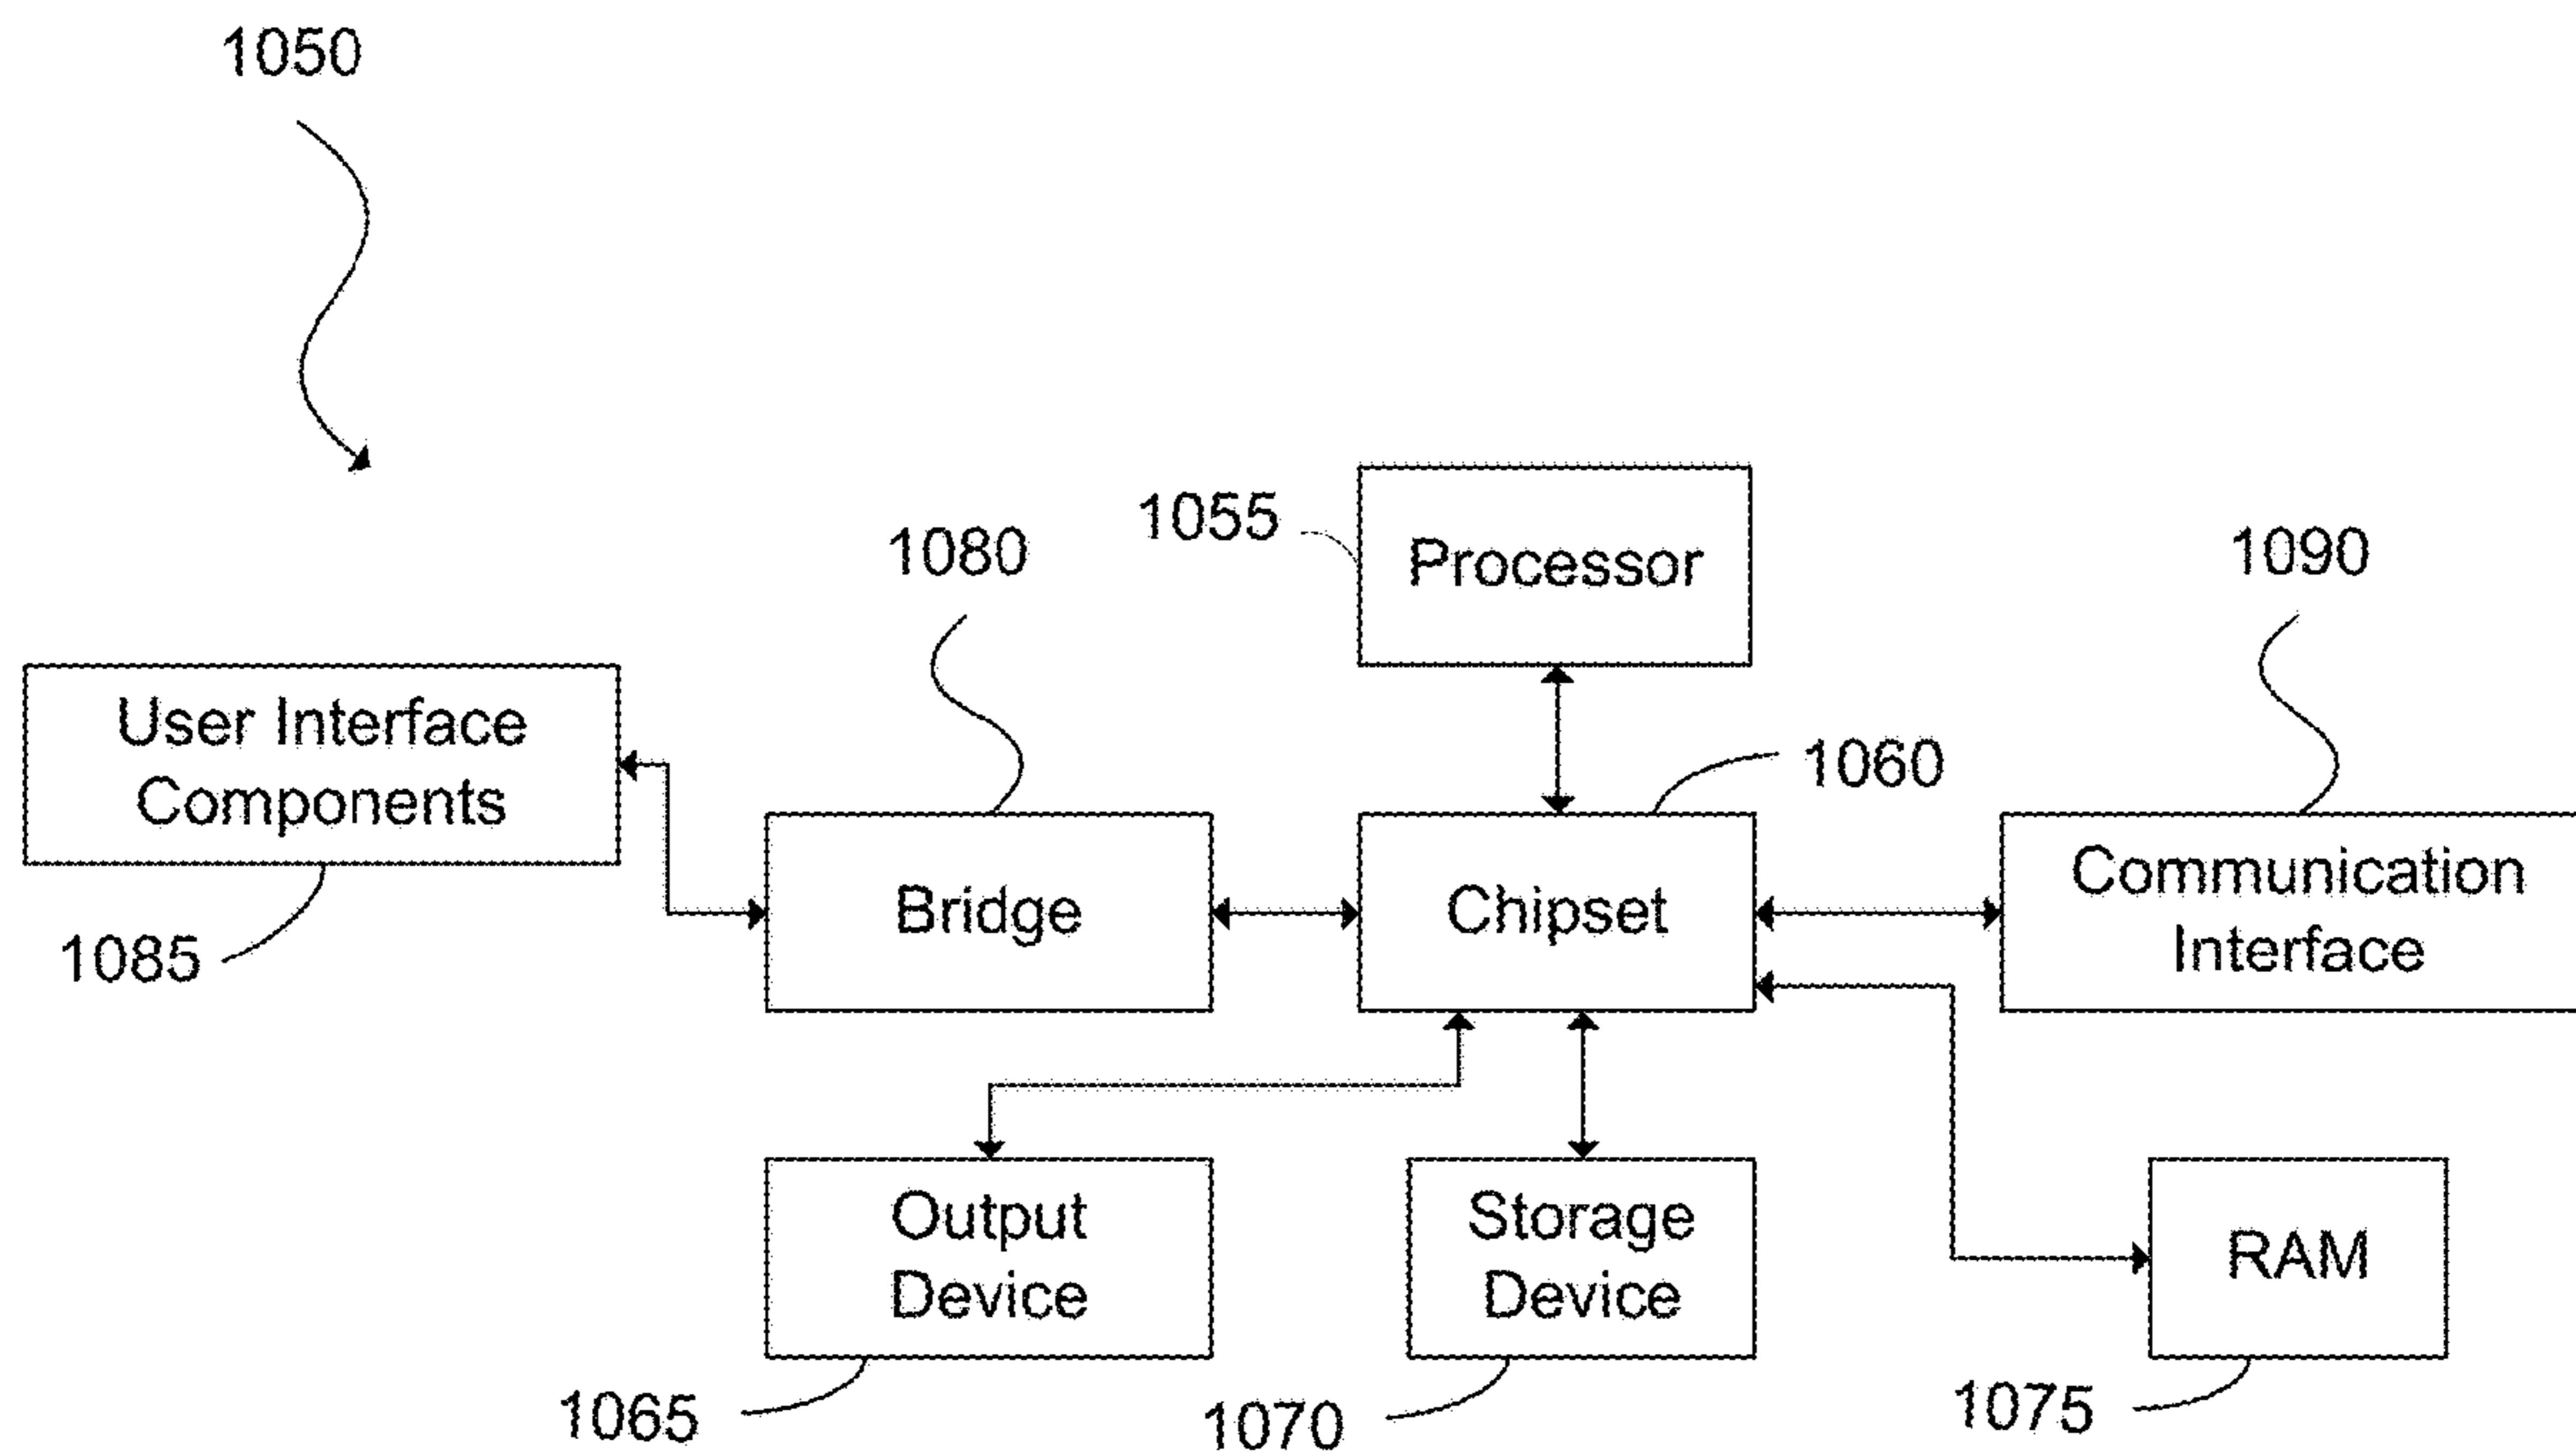 1050
1055
Processor
1080
1090
User Interface
Components
1060
1085
Bridge
Chipset
Communication
Interface
Output
Device
Storage
Device
RAM
1065
1070
1075